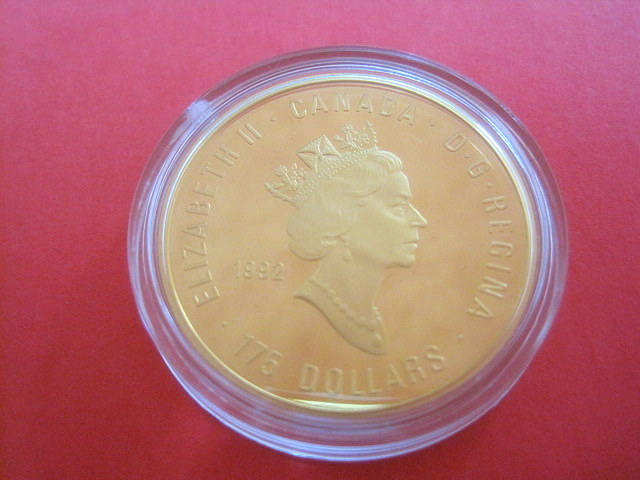 ELIZABETH II · CANADA · D·G·REGINA
1992
· 175 DOLLARS ·